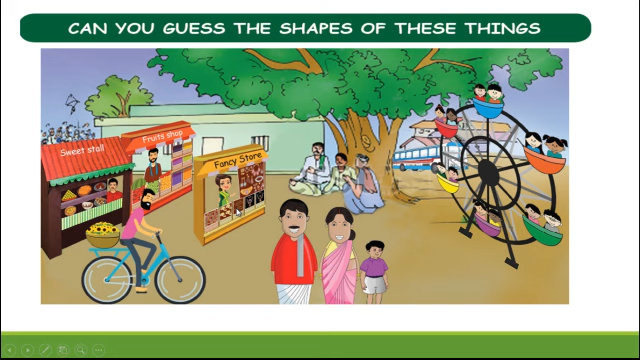 CAN YOU GUESS THE SHAPES OF THESE THINGS
Sweet stall
Fruits shop
Fancy Store